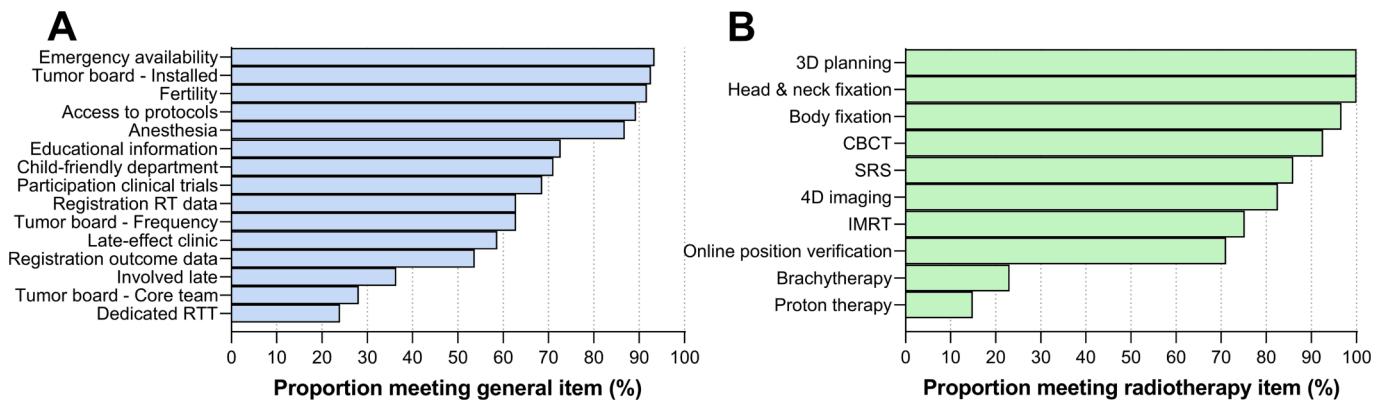 A
Emergency availability
Tumor board - Installed
Fertility
Access to protocols
Anesthesia
Educational information
Child-friendly department
Participation clinical trials
Registration RT data
Tumor board - Frequency
Late-effect clinic
Registration outcome data
Involved late
Tumor board - Core team
Dedicated RTT
0 10 20 30 40 50 60 70 80 90 100
Proportion meeting general item (%)
B
3D planning
Head & neck fixation
Body fixation
CBCT
SRS
4D imaging
IMRT
Online position verification
Brachytherapy
Proton therapy
0 10 20 30 40 50 60 70 80 90 100
Proportion meeting radiotherapy item (%)